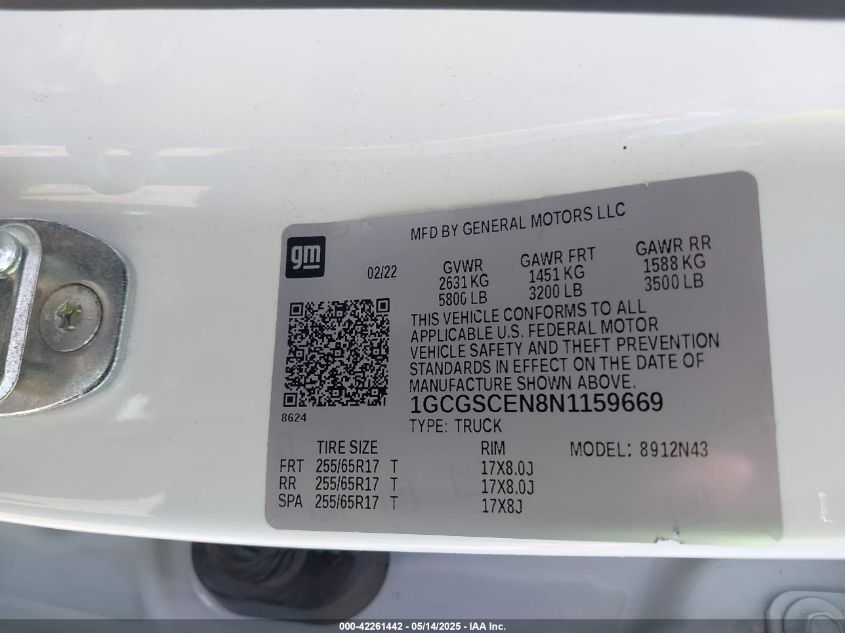 MFD BY GENERAL MOTORS LLC
gm
02/22
GVWR GAWR FRT GAWR RR
2631 KG 1451 KG 1588 KG
5800 LB 3200 LB 3500 LB
THIS VEHICLE CONFORMS TO ALL
APPLICABLE U.S. FEDERAL MOTOR
VEHICLE SAFETY AND THEFT PREVENTION
STANDARDS IN EFFECT ON THE DATE OF
MANUFACTURE SHOWN ABOVE.
8624
1GCGSCEN8N1159669
TYPE: TRUCK
TIRE SIZE RIM MODEL: 8912N43
FRT 255/65R17 T 17X8.0J
RR 255/65R17 T 17X8.0J
SPA 255/65R17 T 17X8J
000-42261442 - 05/14/2025 - IAA Inc.